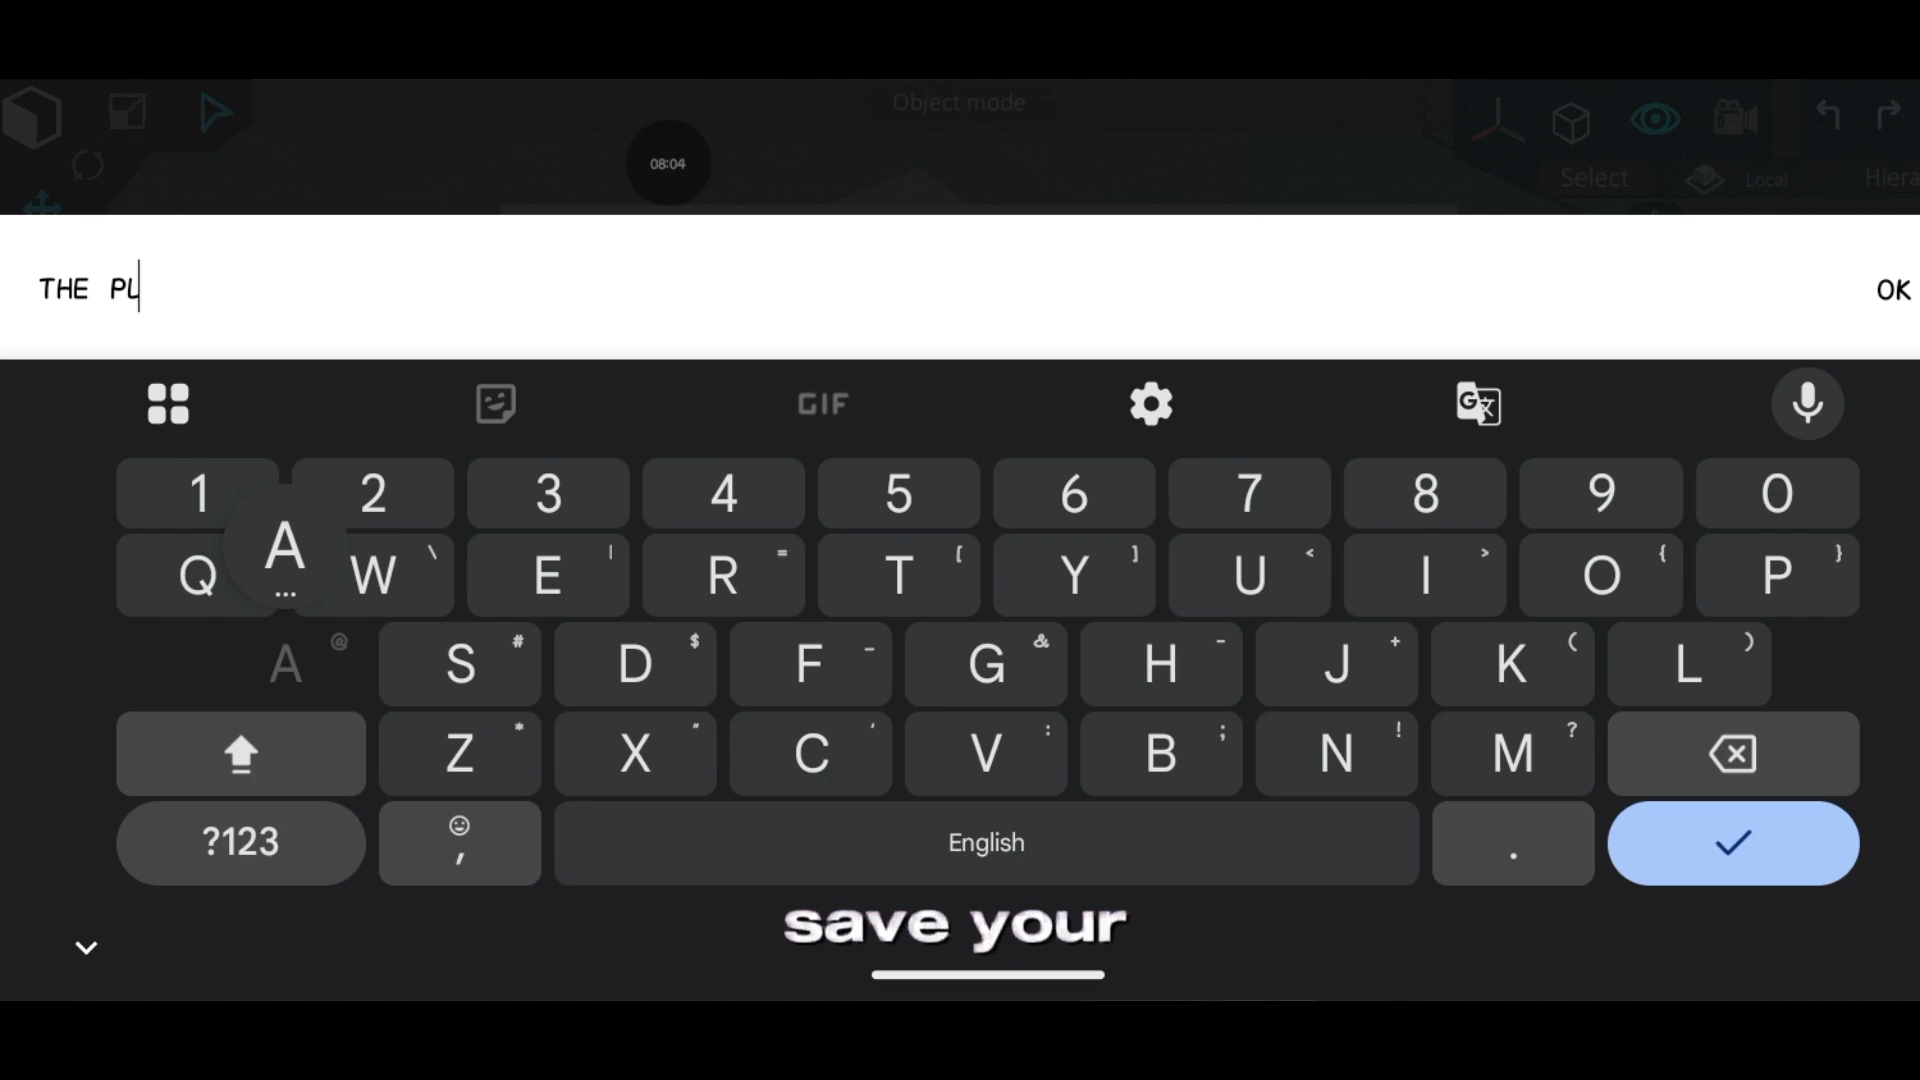 Object mode
08:04
Select
Local
Hiera
THE PL
OK
GIF
G
1 2 3 4 5 6 7 8 9 0
A
...
Q W \ E | R = T [ Y ] U < I > O { P }
A @ S # D $ F _ G & H - J + K ( L )
Z * X " C ' V : B ; N ! M ?
?123 , English .
save your